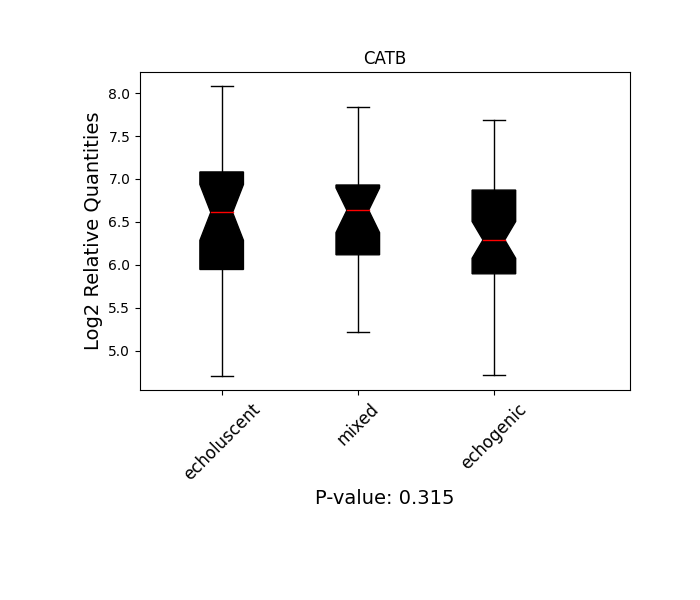 CATB
Log2 Relative Quantities
8.0
7.5
7.0
6.5
6.0
5.5
5.0
echoluscent
mixed
echogenic
P-value: 0.315